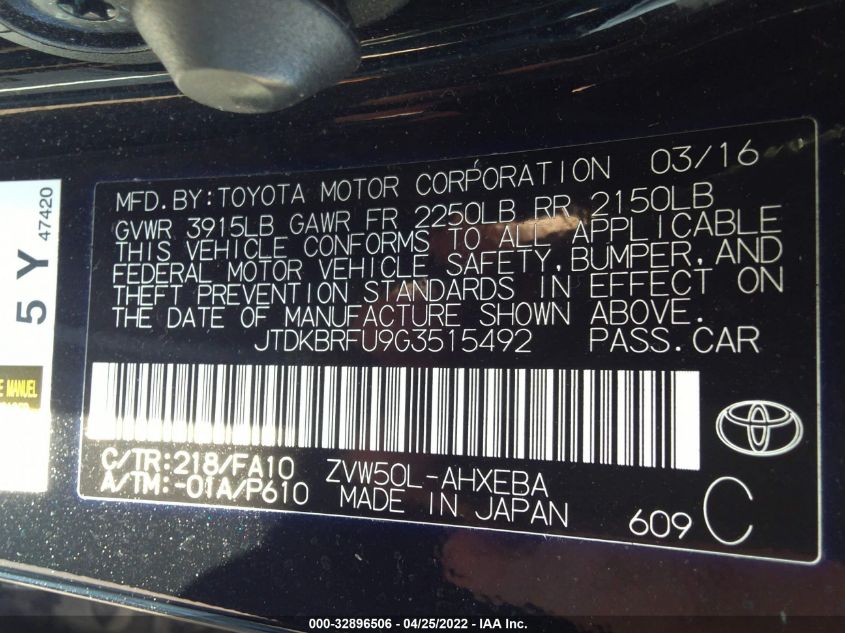 MFD.BY:TOYOTA MOTOR CORPORATION 03/16
GVWR 3915LB GAWR FR 2250LB RR 2150LB
THIS VEHICLE CONFORMS TO ALL APPLICABLE
FEDERAL MOTOR VEHICLE SAFETY,BUMPER,AND
THEFT PREVENTION STANDARDS IN EFFECT ON
THE DATE OF MANUFACTURE SHOWN ABOVE.
JTDKBRFU9G3515492 PASS.CAR
C/TR:218/FA10 ZVW50L-AHXEBA
A/TM:-01A/P610 MADE IN JAPAN
609 C
5 Y
47420
MANUEL
000-32896506 - 04/25/2022 - IAA Inc.